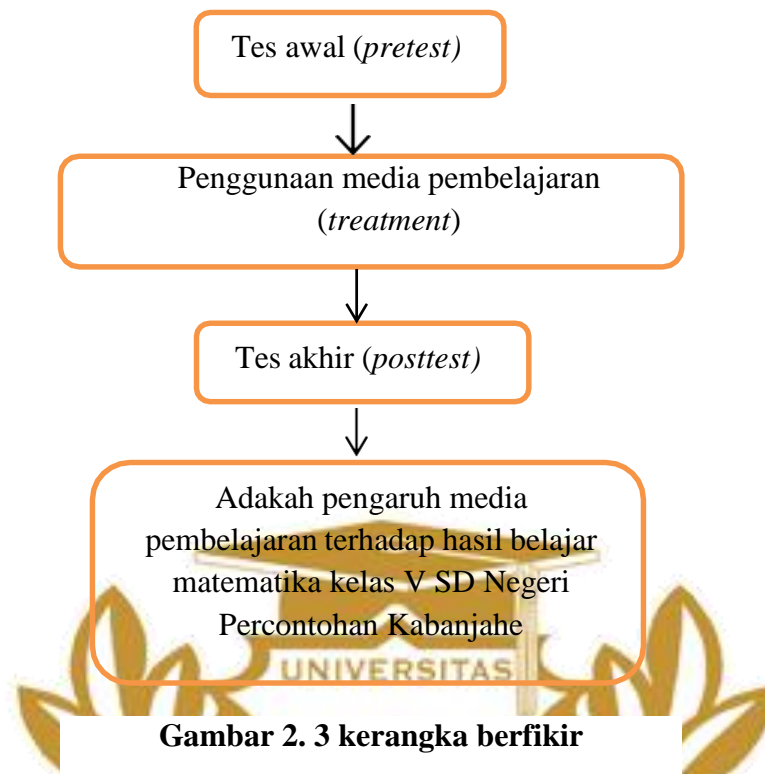 Tes awal (pretest)
Penggunaan media pembelajaran
(treatment)
Tes akhir (posttest)
Adakah pengaruh media
pembelajaran terhadap hasil belajar
matematika kelas V SD Negeri
Percontohan Kabanjahe
UNIVERSITAS
Gambar 2. 3 kerangka berfikir